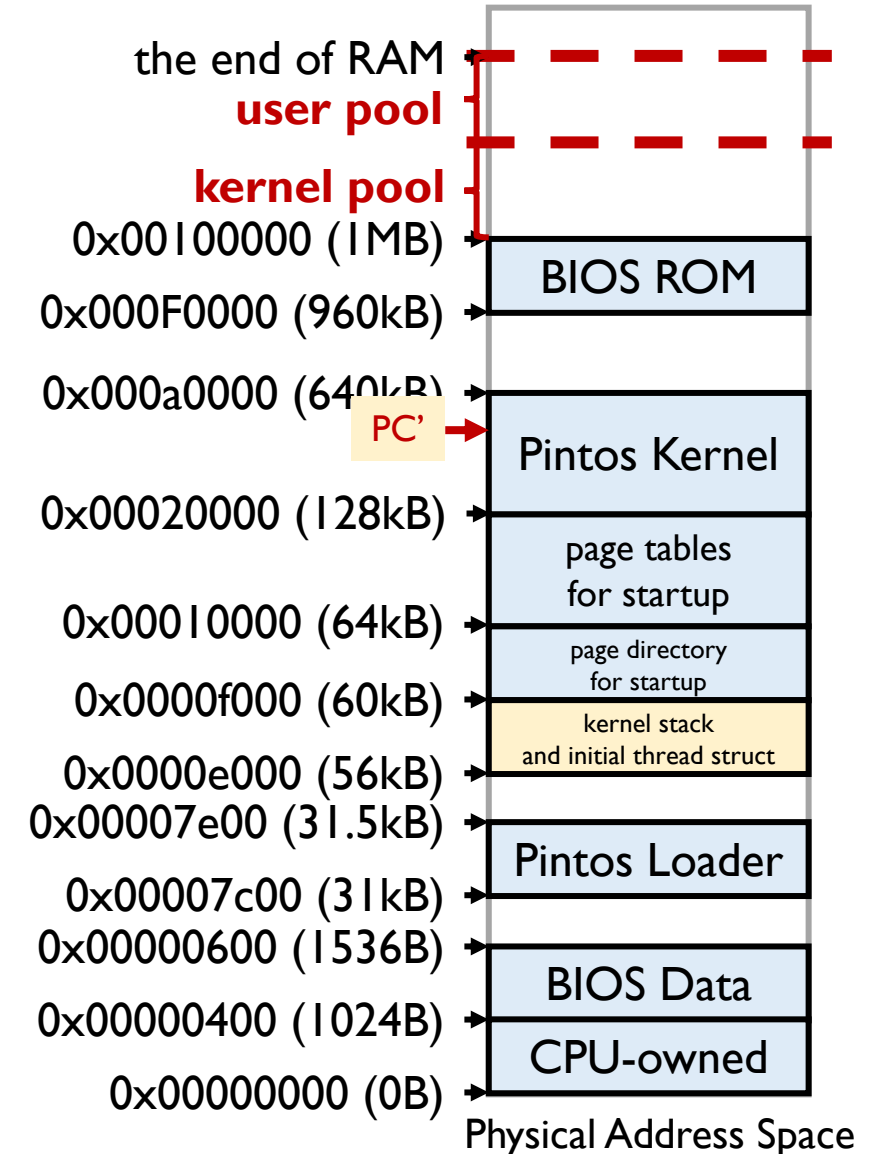 the end of RAM
user pool
kernel pool
0x00100000 (1MB)
BIOS ROM
0x000F0000 (960kB)
0x000a0000 (640kB)
PC’
Pintos Kernel
0x00020000 (128kB)
page tables
for startup
0x00010000 (64kB)
page directory
for startup
0x0000f000 (60kB)
kernel stack
and initial thread struct
0x0000e000 (56kB)
0x00007e00 (31.5kB)
Pintos Loader
0x00007c00 (31kB)
0x00000600 (1536B)
BIOS Data
0x00000400 (1024B)
CPU-owned
0x00000000 (0B)
Physical Address Space